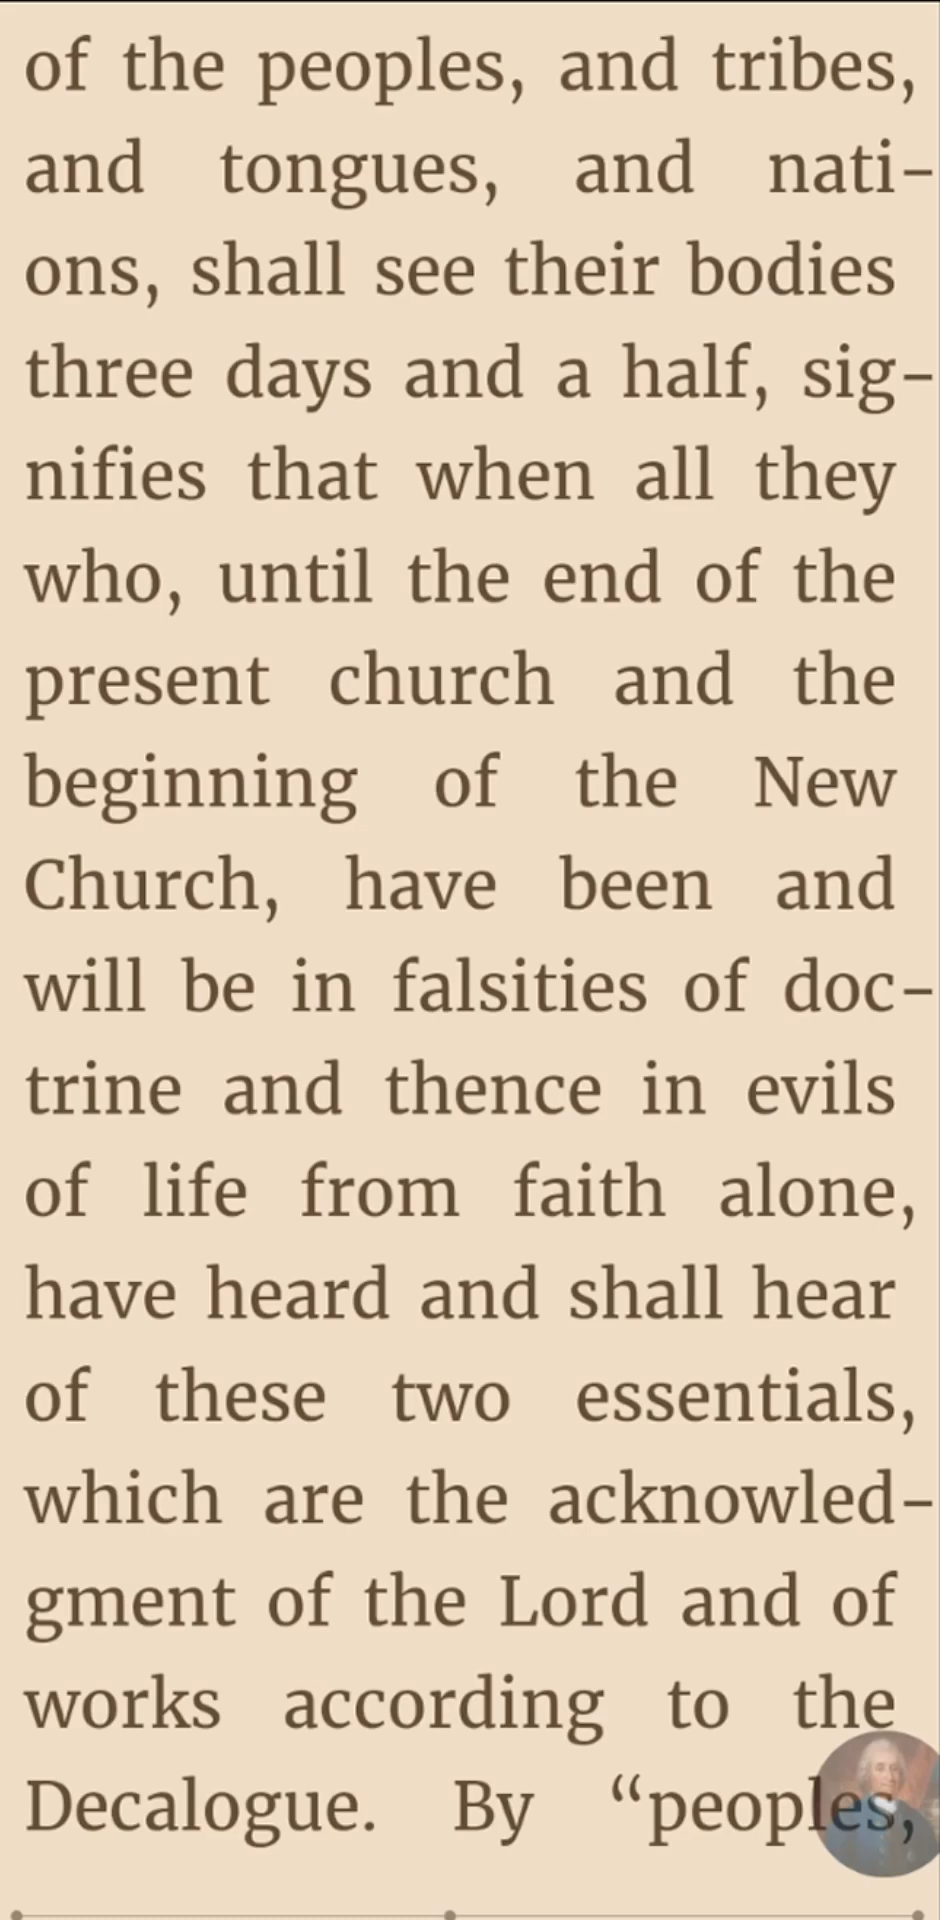 of the peoples, and tribes,
and tongues, and nati-
ons, shall see their bodies
three days and a half, sig-
nifies that when all they
who, until the end of the
present church and the
beginning of the New
Church, have been and
will be in falsities of doc-
trine and thence in evils
of life from faith alone,
have heard and shall hear
of these two essentials,
which are the acknowled-
gment of the Lord and of
works according to the
Decalogue. By “peoples,